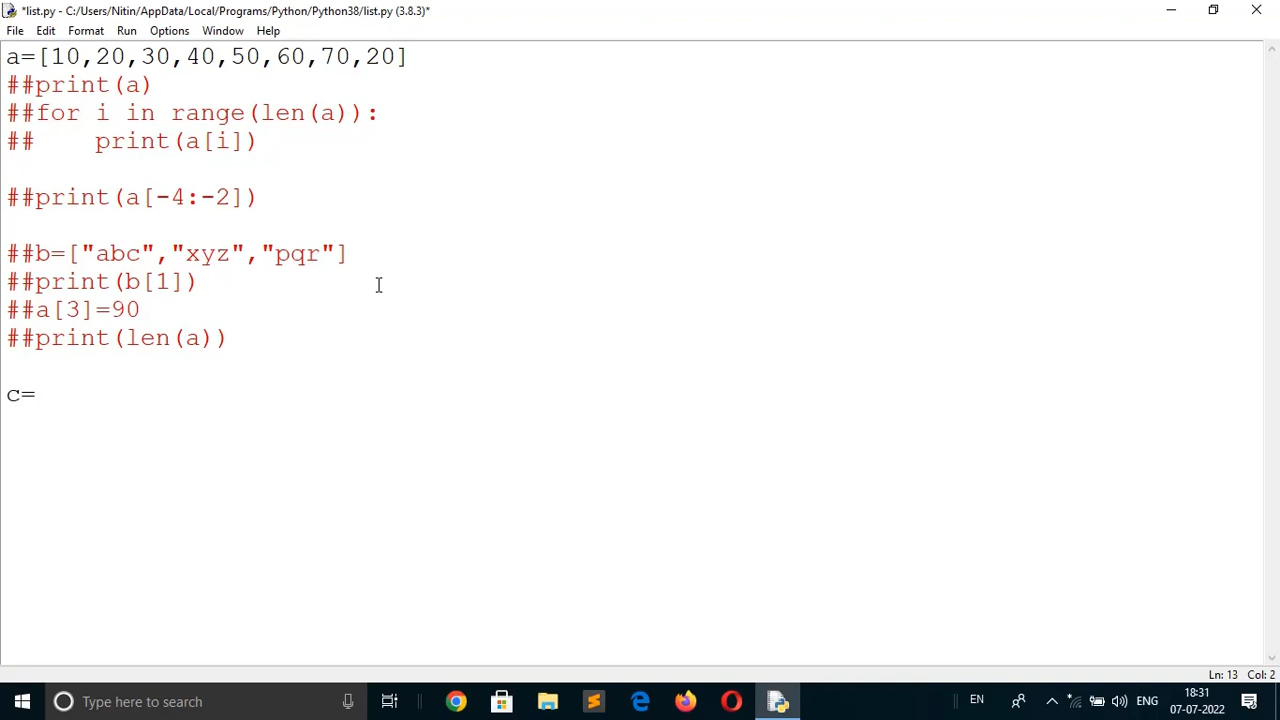 *list.py - C:/Users/Nitin/AppData/Local/Programs/Python/Python38/list.py (3.8.3)*
File Edit Format Run Options Window Help
a=[10,20,30,40,50,60,70,20]
##print(a)
##for i in range(len(a)):
##    print(a[i])
##print(a[-4:-2])
##b=["abc","xyz","pqr"]
##print(b[1])
##a[3]=90
##print(len(a))
c=
Ln: 13 Col: 2
Type here to search
EN
ENG
18:31
07-07-2022